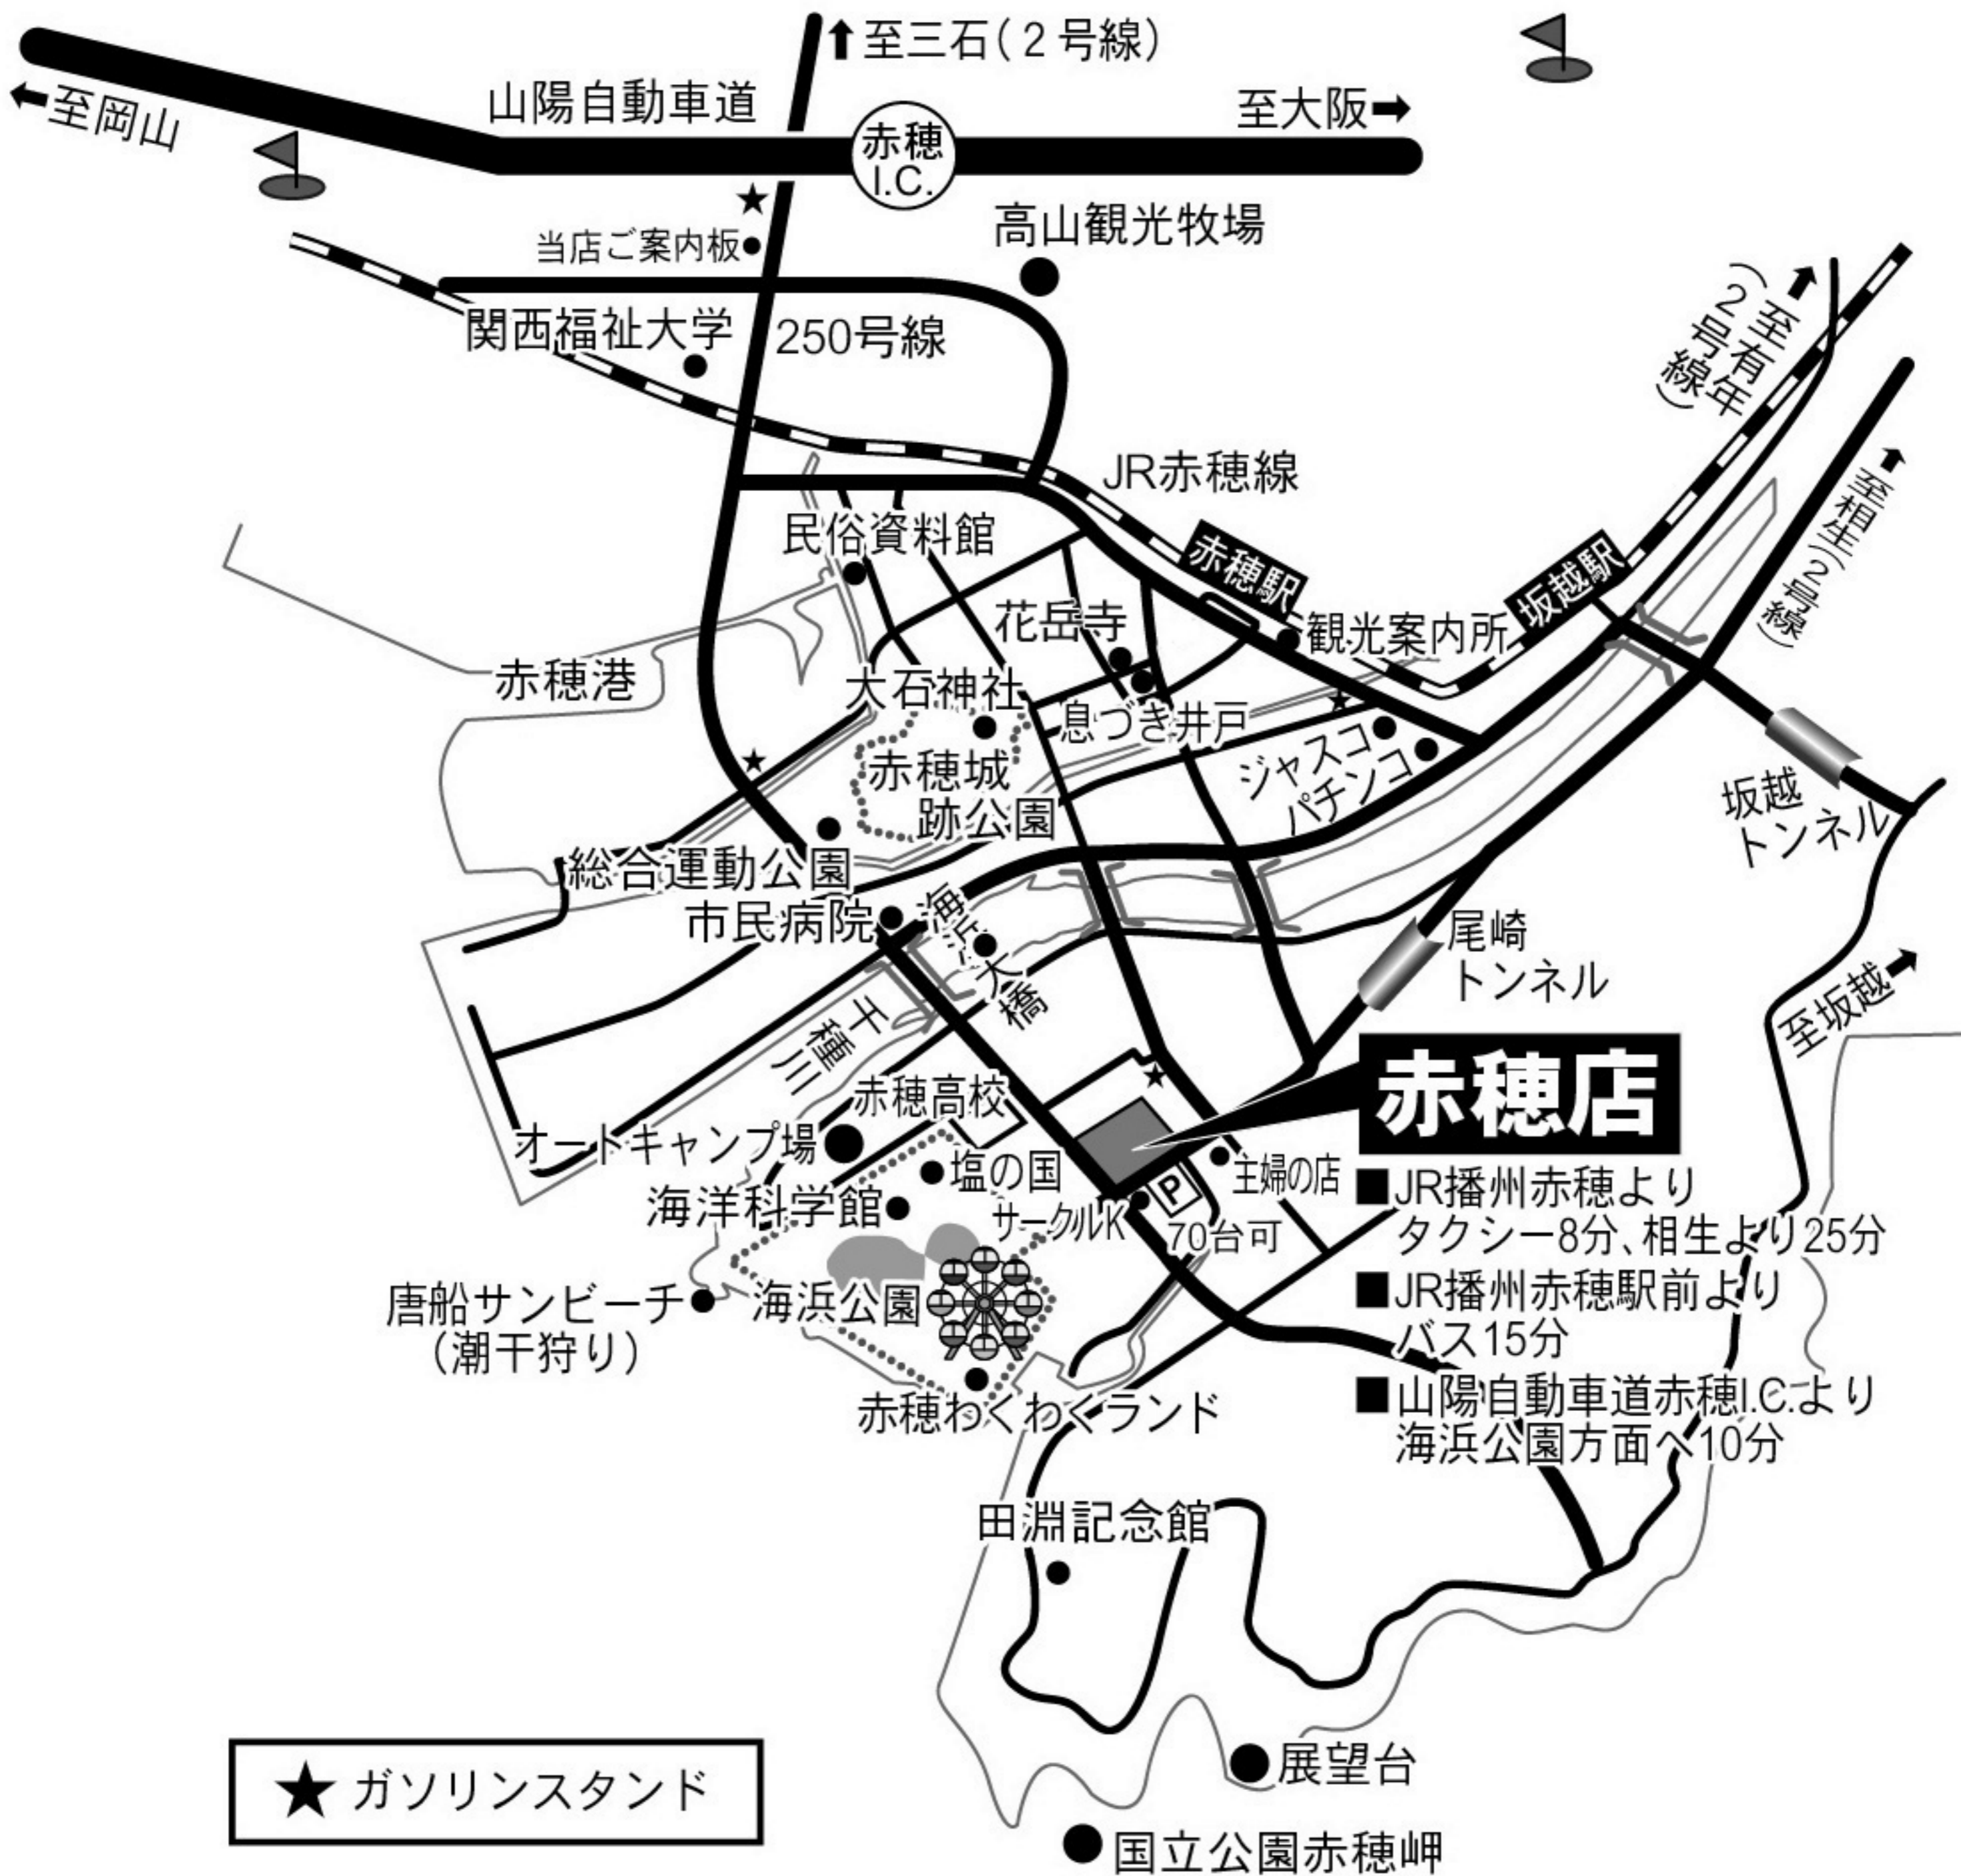 至三石(2号線)
山陽自動車道
至大阪
至岡山
赤穂
I.C.
高山観光牧場
当店ご案内板
関西福祉大学
250号線
至有年
(2号線)
JR赤穂線
至相生(2号線)
民俗資料館
赤穂駅
坂越駅
花岳寺
観光案内所
赤穂港
大石神社
息づき井戸
赤穂城
跡公園
ジャスコ
パチンコ
坂越
トンネル
総合運動公園
市民病院
海浜大橋
尾崎
トンネル
至坂越
千種川
赤穂店
赤穂高校
オートキャンプ場
塩の国
主婦の店
海洋科学館
サークルK
P
70台可
■JR播州赤穂より
タクシー8分、相生より25分
■JR播州赤穂駅前より
バス15分
■山陽自動車道赤穂I.C.より
海浜公園方面へ10分
唐船サンビーチ
(潮干狩り)
海浜公園
赤穂わくわくランド
田淵記念館
展望台
国立公園赤穂岬
★ ガソリンスタンド